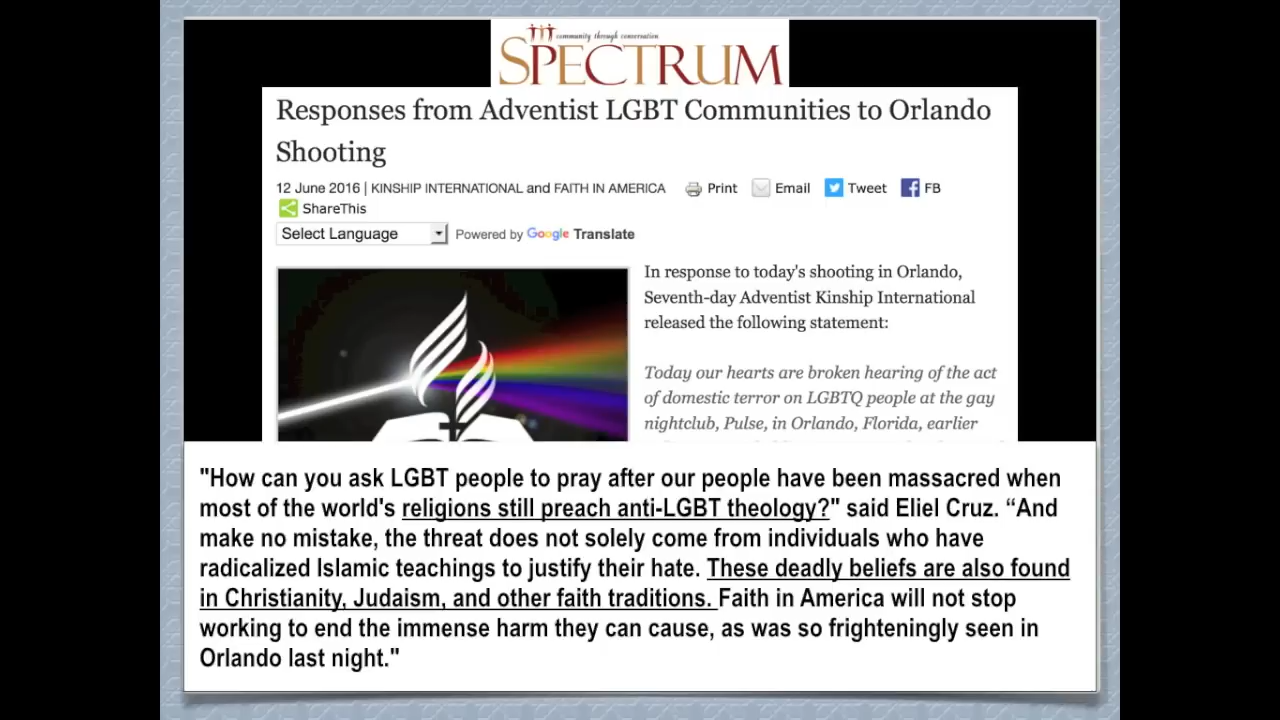 community through conversation
SPECTRUM
Responses from Adventist LGBT Communities to Orlando
Shooting
12 June 2016 | KINSHIP INTERNATIONAL and FAITH IN AMERICA Print Email Tweet FB
ShareThis
Select Language Powered by Google Translate
In response to today's shooting in Orlando,
Seventh-day Adventist Kinship International
released the following statement:
Today our hearts are broken hearing of the act
of domestic terror on LGBTQ people at the gay
nightclub, Pulse, in Orlando, Florida, earlier
"How can you ask LGBT people to pray after our people have been massacred when
most of the world's religions still preach anti-LGBT theology?" said Eliel Cruz. “And
make no mistake, the threat does not solely come from individuals who have
radicalized Islamic teachings to justify their hate. These deadly beliefs are also found
in Christianity, Judaism, and other faith traditions. Faith in America will not stop
working to end the immense harm they can cause, as was so frighteningly seen in
Orlando last night."